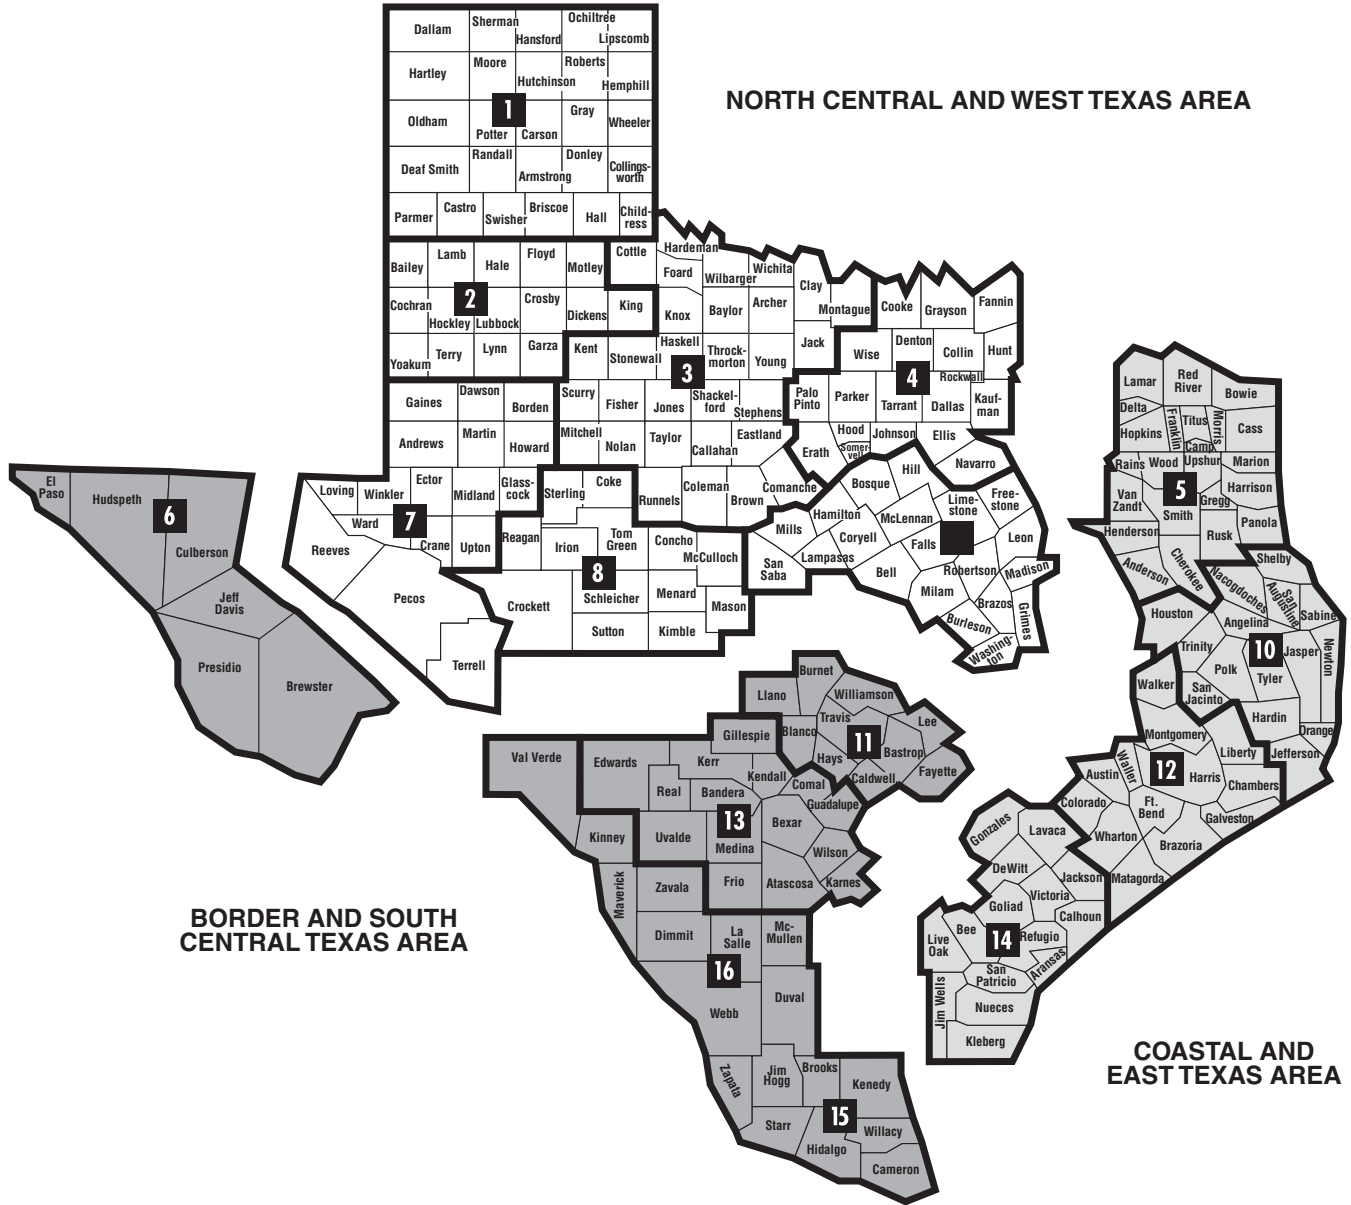 NORTH CENTRAL AND WEST TEXAS AREA
Dallam
Sherman
Hansford
Ochiltree
Lipscomb
Hartley
Moore
Hutchinson
Roberts
Hemphill
1
Oldham
Potter
Carson
Gray
Wheeler
Deaf Smith
Randall
Armstrong
Donley
Collings-
worth
Parmer
Castro
Swisher
Briscoe
Hall
Child-
ress
Bailey
Lamb
Hale
Floyd
Motley
2
Cochran
Hockley
Lubbock
Crosby
Dickens
Yoakum
Terry
Lynn
Garza
Cottle
Hardeman
Foard
Wilbarger
Wichita
Clay
Montague
King
Knox
Baylor
Archer
Jack
Kent
Stonewall
Haskell
Throck-
morton
Young
3
Scurry
Fisher
Jones
Shackel-
ford
Stephens
Mitchell
Nolan
Taylor
Callahan
Eastland
Runnels
Coleman
Brown
Comanche
Cooke
Grayson
Fannin
Wise
Denton
Collin
Hunt
4
Rockwall
Palo
Pinto
Parker
Tarrant
Dallas
Kauf-
man
Erath
Hood
Somer-
vell
Johnson
Ellis
Navarro
Gaines
Dawson
Borden
Andrews
Martin
Howard
Loving
Winkler
Ector
Midland
Glass-
cock
7
Ward
Crane
Upton
Reeves
Pecos
Terrell
Sterling
Coke
Reagan
Irion
Tom
Green
Concho
McCulloch
8
Crockett
Schleicher
Menard
Mason
Sutton
Kimble
Hill
Bosque
Lime-
stone
Free-
stone
Hamilton
McLennan
Mills
Coryell
Falls
Leon
San
Saba
Lampasas
Bell
Robertson
Madison
Milam
Brazos
Grimes
Burleson
Washing-
ton
El
Paso
Hudspeth
6
Culberson
Jeff
Davis
Presidio
Brewster
Lamar
Red
River
Bowie
Delta
Hopkins
Franklin
Titus
Morris
Cass
Camp
Rains
Wood
Upshur
Marion
5
Harrison
Van
Zandt
Smith
Gregg
Panola
Henderson
Rusk
Anderson
Cherokee
Shelby
Nacogdoches
San
Augustine
Sabine
Houston
Angelina
Trinity
10
Jasper
Newton
Polk
Tyler
San
Jacinto
Hardin
Orange
Jefferson
Walker
Montgomery
Liberty
12
Waller
Austin
Harris
Chambers
Colorado
Ft.
Bend
Galveston
Wharton
Brazoria
Matagorda
Burnet
Llano
Williamson
Travis
Lee
Blanco
11
Bastrop
Hays
Caldwell
Fayette
Gillespie
Val Verde
Edwards
Kerr
Kendall
Comal
Real
Bandera
Guadalupe
13
Bexar
Kinney
Uvalde
Medina
Wilson
Maverick
Zavala
Frio
Atascosa
Karnes
Dimmit
La
Salle
Mc-
Mullen
16
Webb
Duval
Zapata
Jim
Hogg
Brooks
Kenedy
15
Starr
Hidalgo
Willacy
Cameron
Gonzales
Lavaca
DeWitt
Jackson
Victoria
Goliad
Calhoun
Bee
14
Refugio
Live
Oak
San
Patricio
Aransas
Jim Wells
Nueces
Kleberg
BORDER AND SOUTH
CENTRAL TEXAS AREA
COASTAL AND
EAST TEXAS AREA